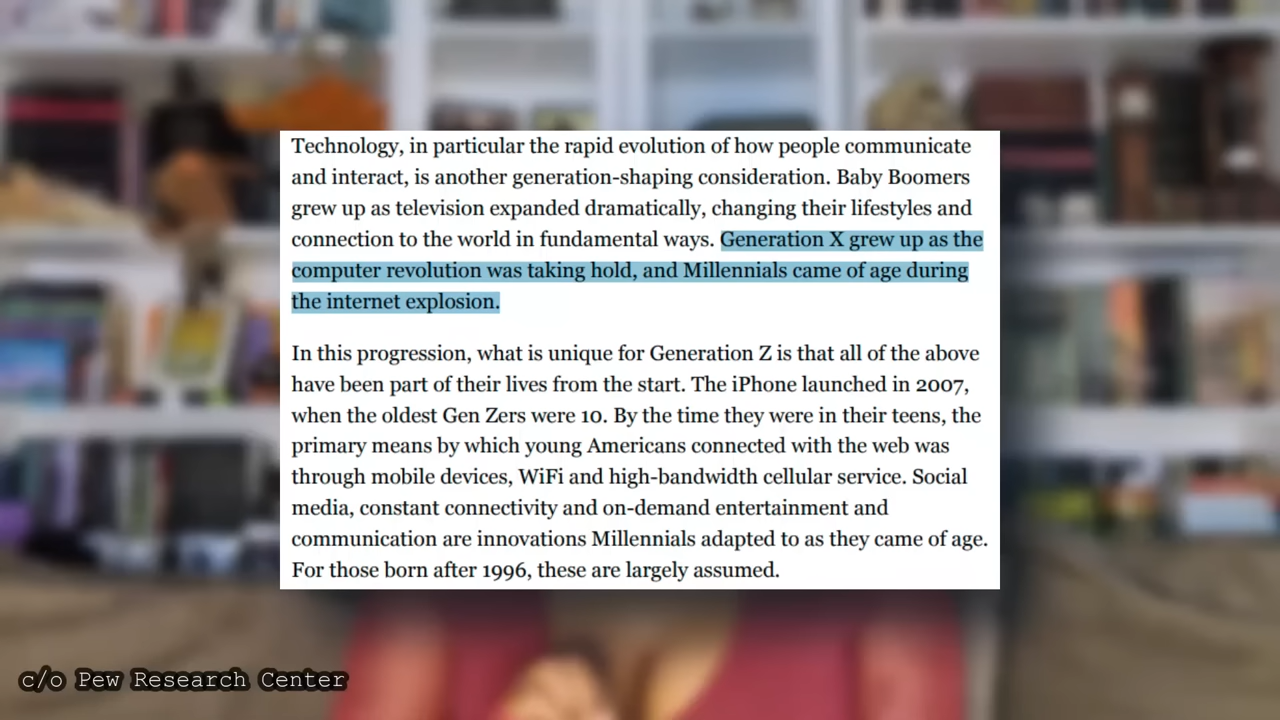 Technology, in particular the rapid evolution of how people communicate
and interact, is another generation-shaping consideration. Baby Boomers
grew up as television expanded dramatically, changing their lifestyles and
connection to the world in fundamental ways. Generation X grew up as the
computer revolution was taking hold, and Millennials came of age during
the internet explosion.
In this progression, what is unique for Generation Z is that all of the above
have been part of their lives from the start. The iPhone launched in 2007,
when the oldest Gen Zers were 10. By the time they were in their teens, the
primary means by which young Americans connected with the web was
through mobile devices, WiFi and high-bandwidth cellular service. Social
media, constant connectivity and on-demand entertainment and
communication are innovations Millennials adapted to as they came of age.
For those born after 1996, these are largely assumed.
c/o Pew Research Center